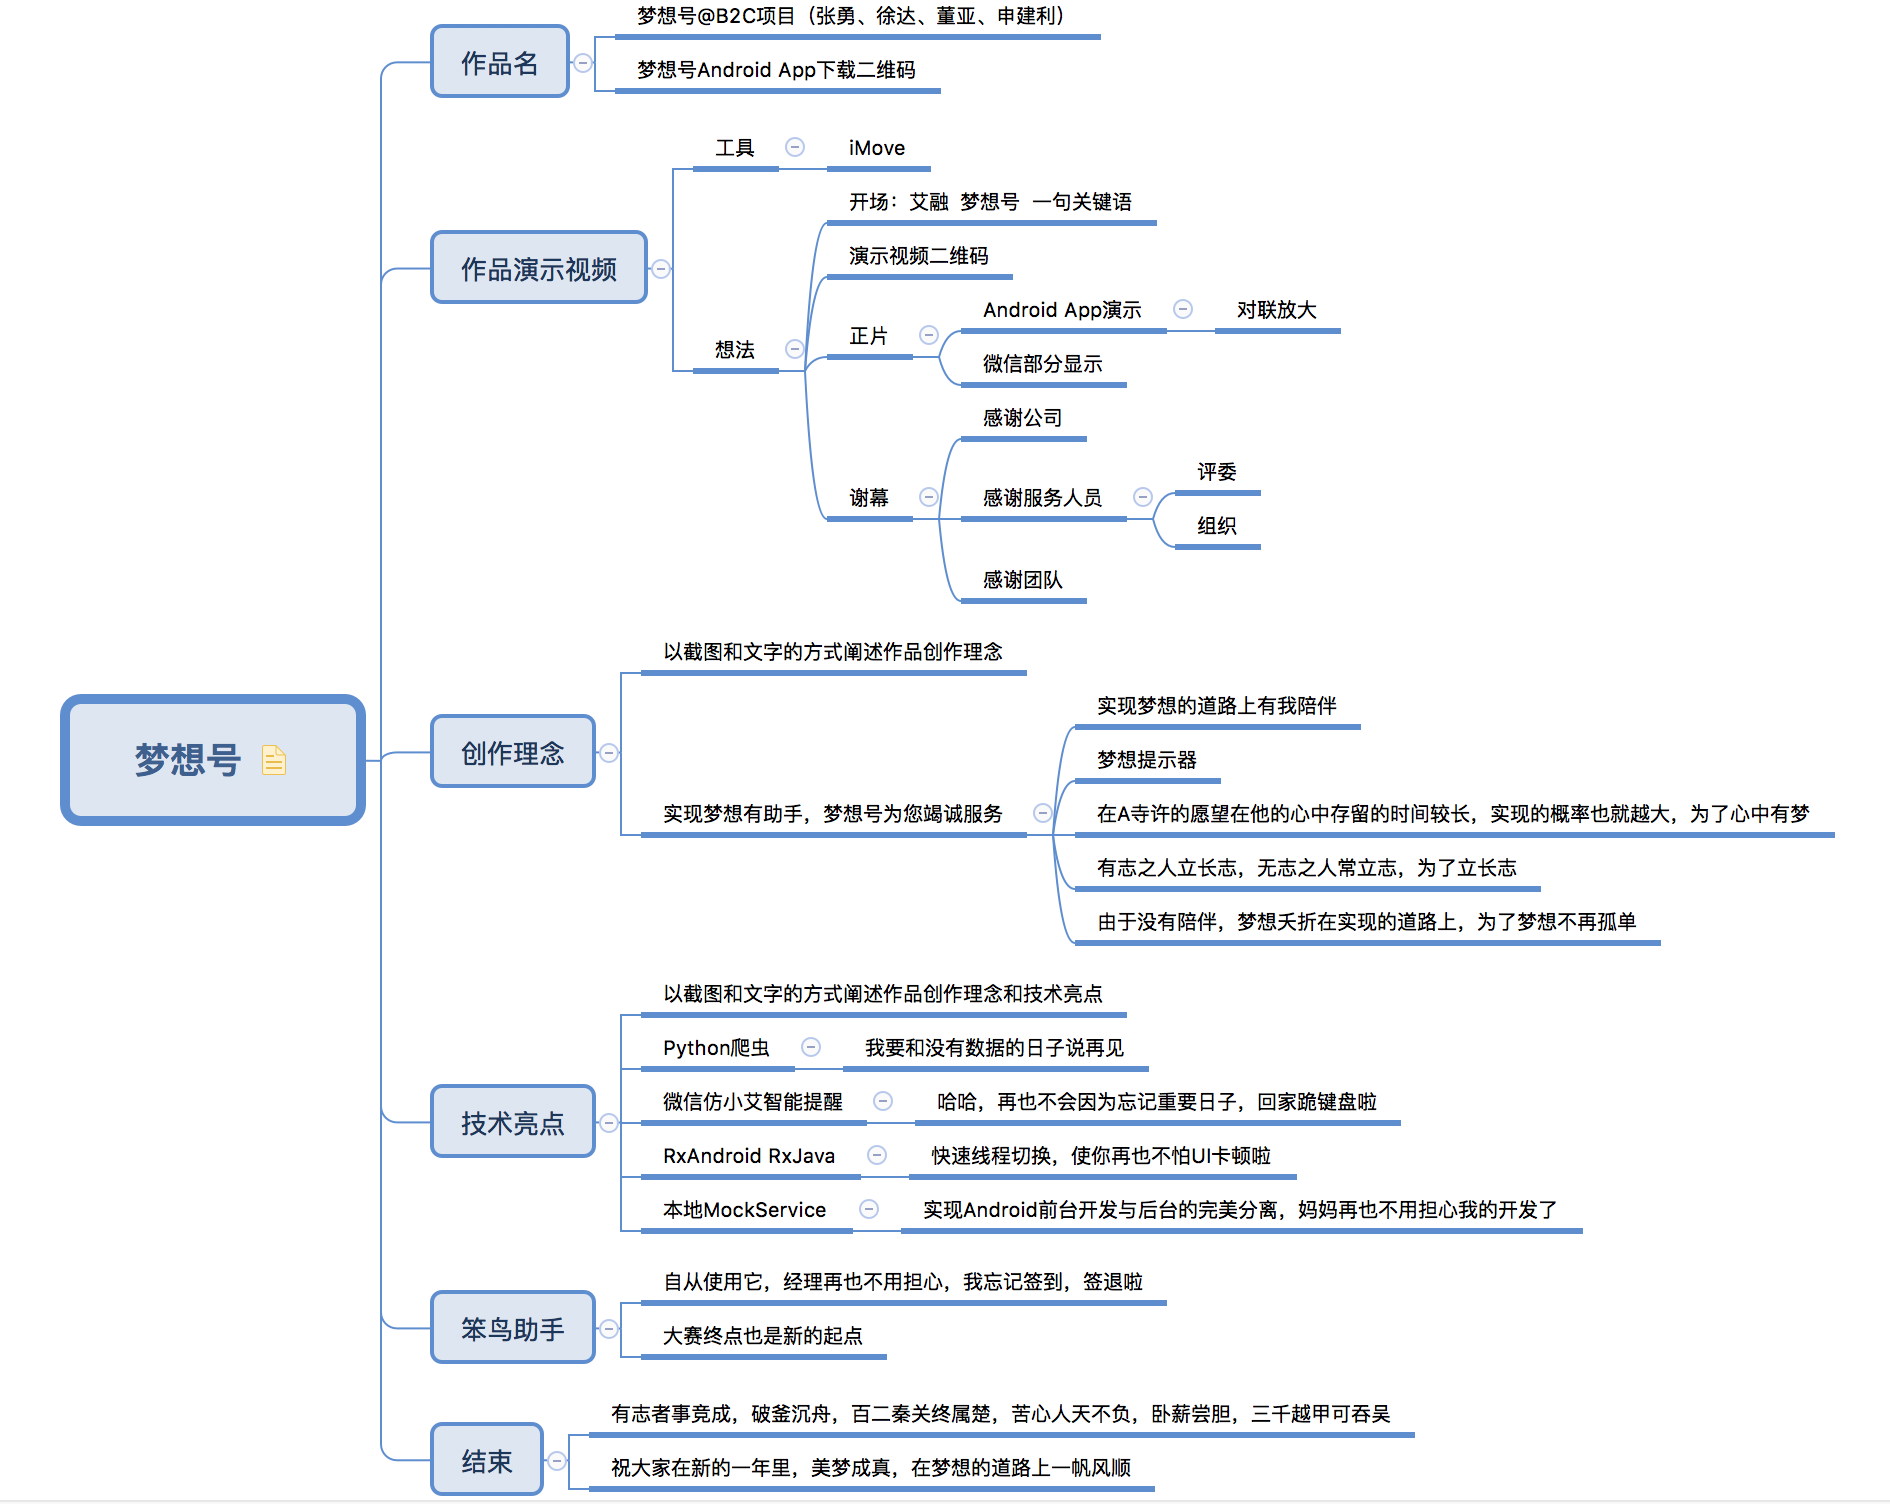 梦想号
作品名
梦想号@B2C项目（张勇、徐达、董亚、申建利）
梦想号Android App下载二维码
作品演示视频
工具
iMove
想法
开场：艾融 梦想号 一句关键语
演示视频二维码
正片
Android App演示
对联放大
微信部分显示
谢幕
感谢公司
感谢服务人员
评委
组织
感谢团队
创作理念
以截图和文字的方式阐述作品创作理念
实现梦想有助手，梦想号为您竭诚服务
实现梦想的道路上有我陪伴
梦想提示器
在A寺许的愿望在他的心中存留的时间较长，实现的概率也就越大，为了心中有梦
有志之人立长志，无志之人常立志，为了立长志
由于没有陪伴，梦想夭折在实现的道路上，为了梦想不再孤单
技术亮点
以截图和文字的方式阐述作品创作理念和技术亮点
Python爬虫
我要和没有数据的日子说再见
微信仿小艾智能提醒
哈哈，再也不会因为忘记重要日子，回家跪键盘啦
RxAndroid RxJava
快速线程切换，使你再也不怕UI卡顿啦
本地MockService
实现Android前台开发与后台的完美分离，妈妈再也不用担心我的开发了
笨鸟助手
自从使用它，经理再也不用担心，我忘记签到，签退啦
大赛终点也是新的起点
结束
有志者事竞成，破釜沉舟，百二秦关终属楚，苦心人天不负，卧薪尝胆，三千越甲可吞吴
祝大家在新的一年里，美梦成真，在梦想的道路上一帆风顺